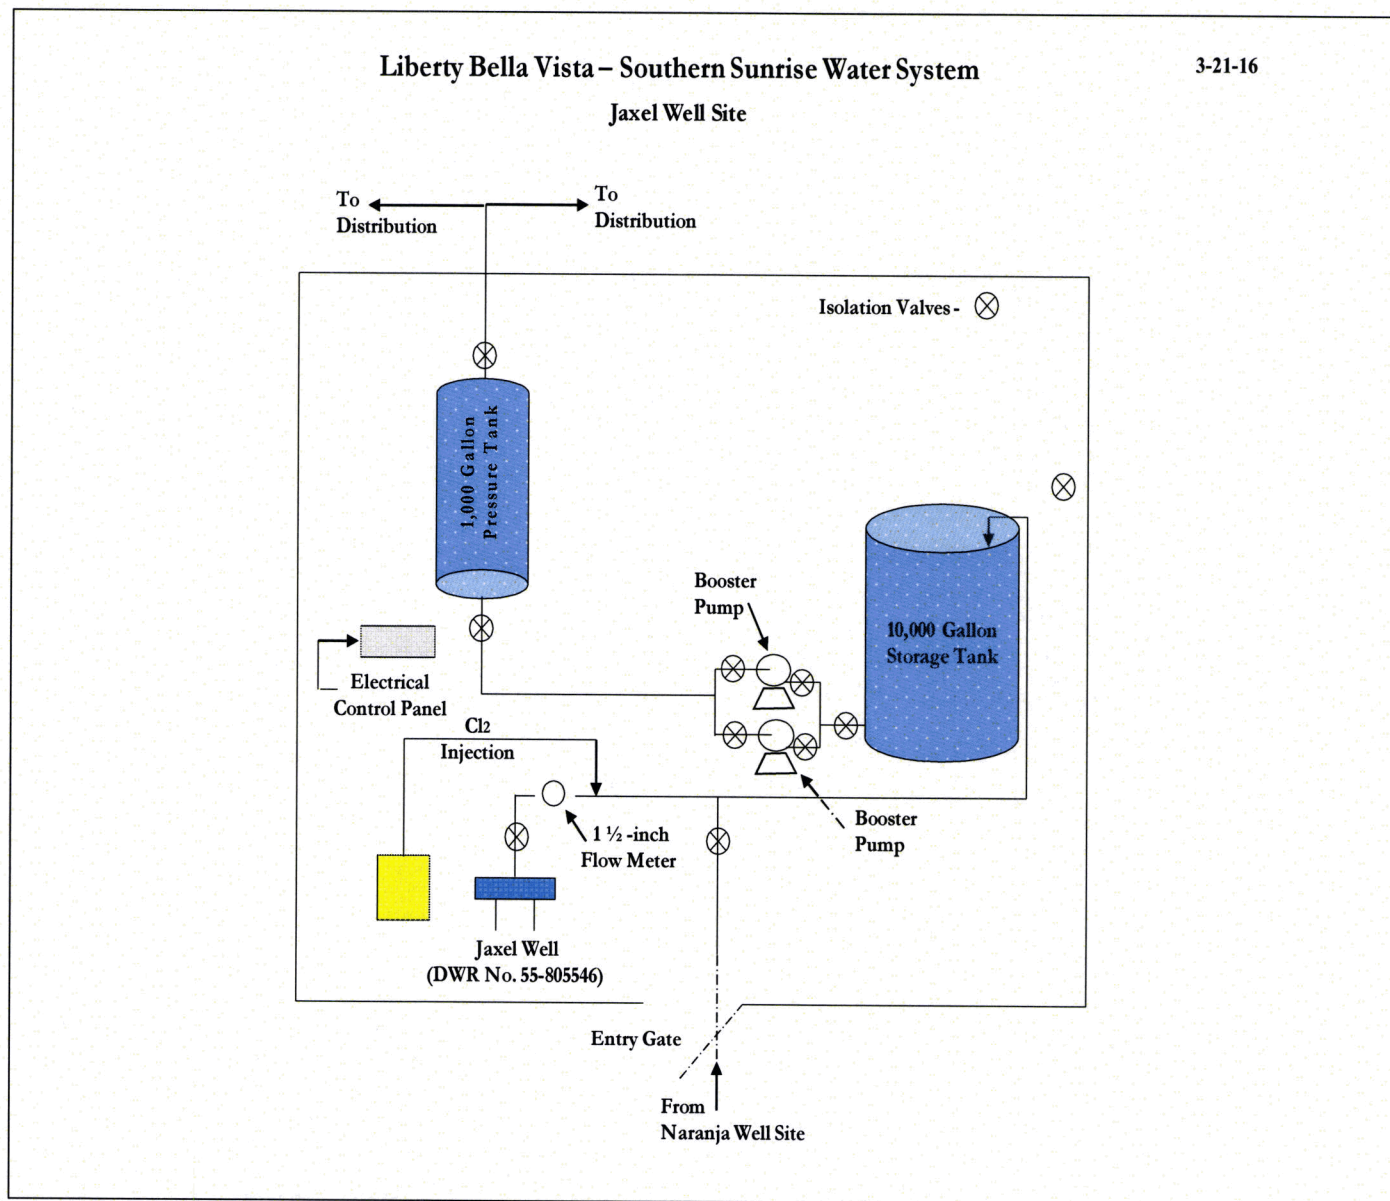 Liberty Bella Vista – Southern Sunrise Water System
3-21-16
Jaxel Well Site
To
Distribution
To
Distribution
Isolation Valves -
1,000 Gallon
Pressure Tank
Booster
Pump
10,000 Gallon
Storage Tank
Electrical
Control Panel
Cl2
Injection
1 ½ -inch
Flow Meter
Booster
Pump
Jaxel Well
(DWR No. 55-805546)
Entry Gate
From
Naranja Well Site